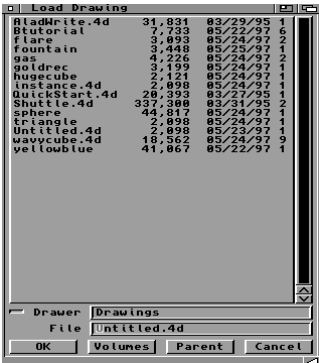 Load Drawing
AladWrite.4d 31,831 03/29/95 1
Btutorial 7,733 05/22/97 6
flare 3,093 05/24/97 2
fountain 3,448 05/25/97 1
gas 4,226 05/24/97 2
goldrec 3,199 05/24/97 1
hugecube 2,121 05/24/97 1
instance.4d 2,098 05/24/97 1
QuickStart.4d 20,393 03/27/95 1
Shuttle.4d 337,300 03/31/95 2
sphere 44,817 05/24/97 1
triangle 2,098 05/24/97 1
Untitled.4d 2,098 05/23/97 1
wavycube.4d 18,562 05/24/97 9
yellowblue 41,067 05/22/97 1
Drawer Drawings
File Untitled.4d
OK Volumes Parent Cancel